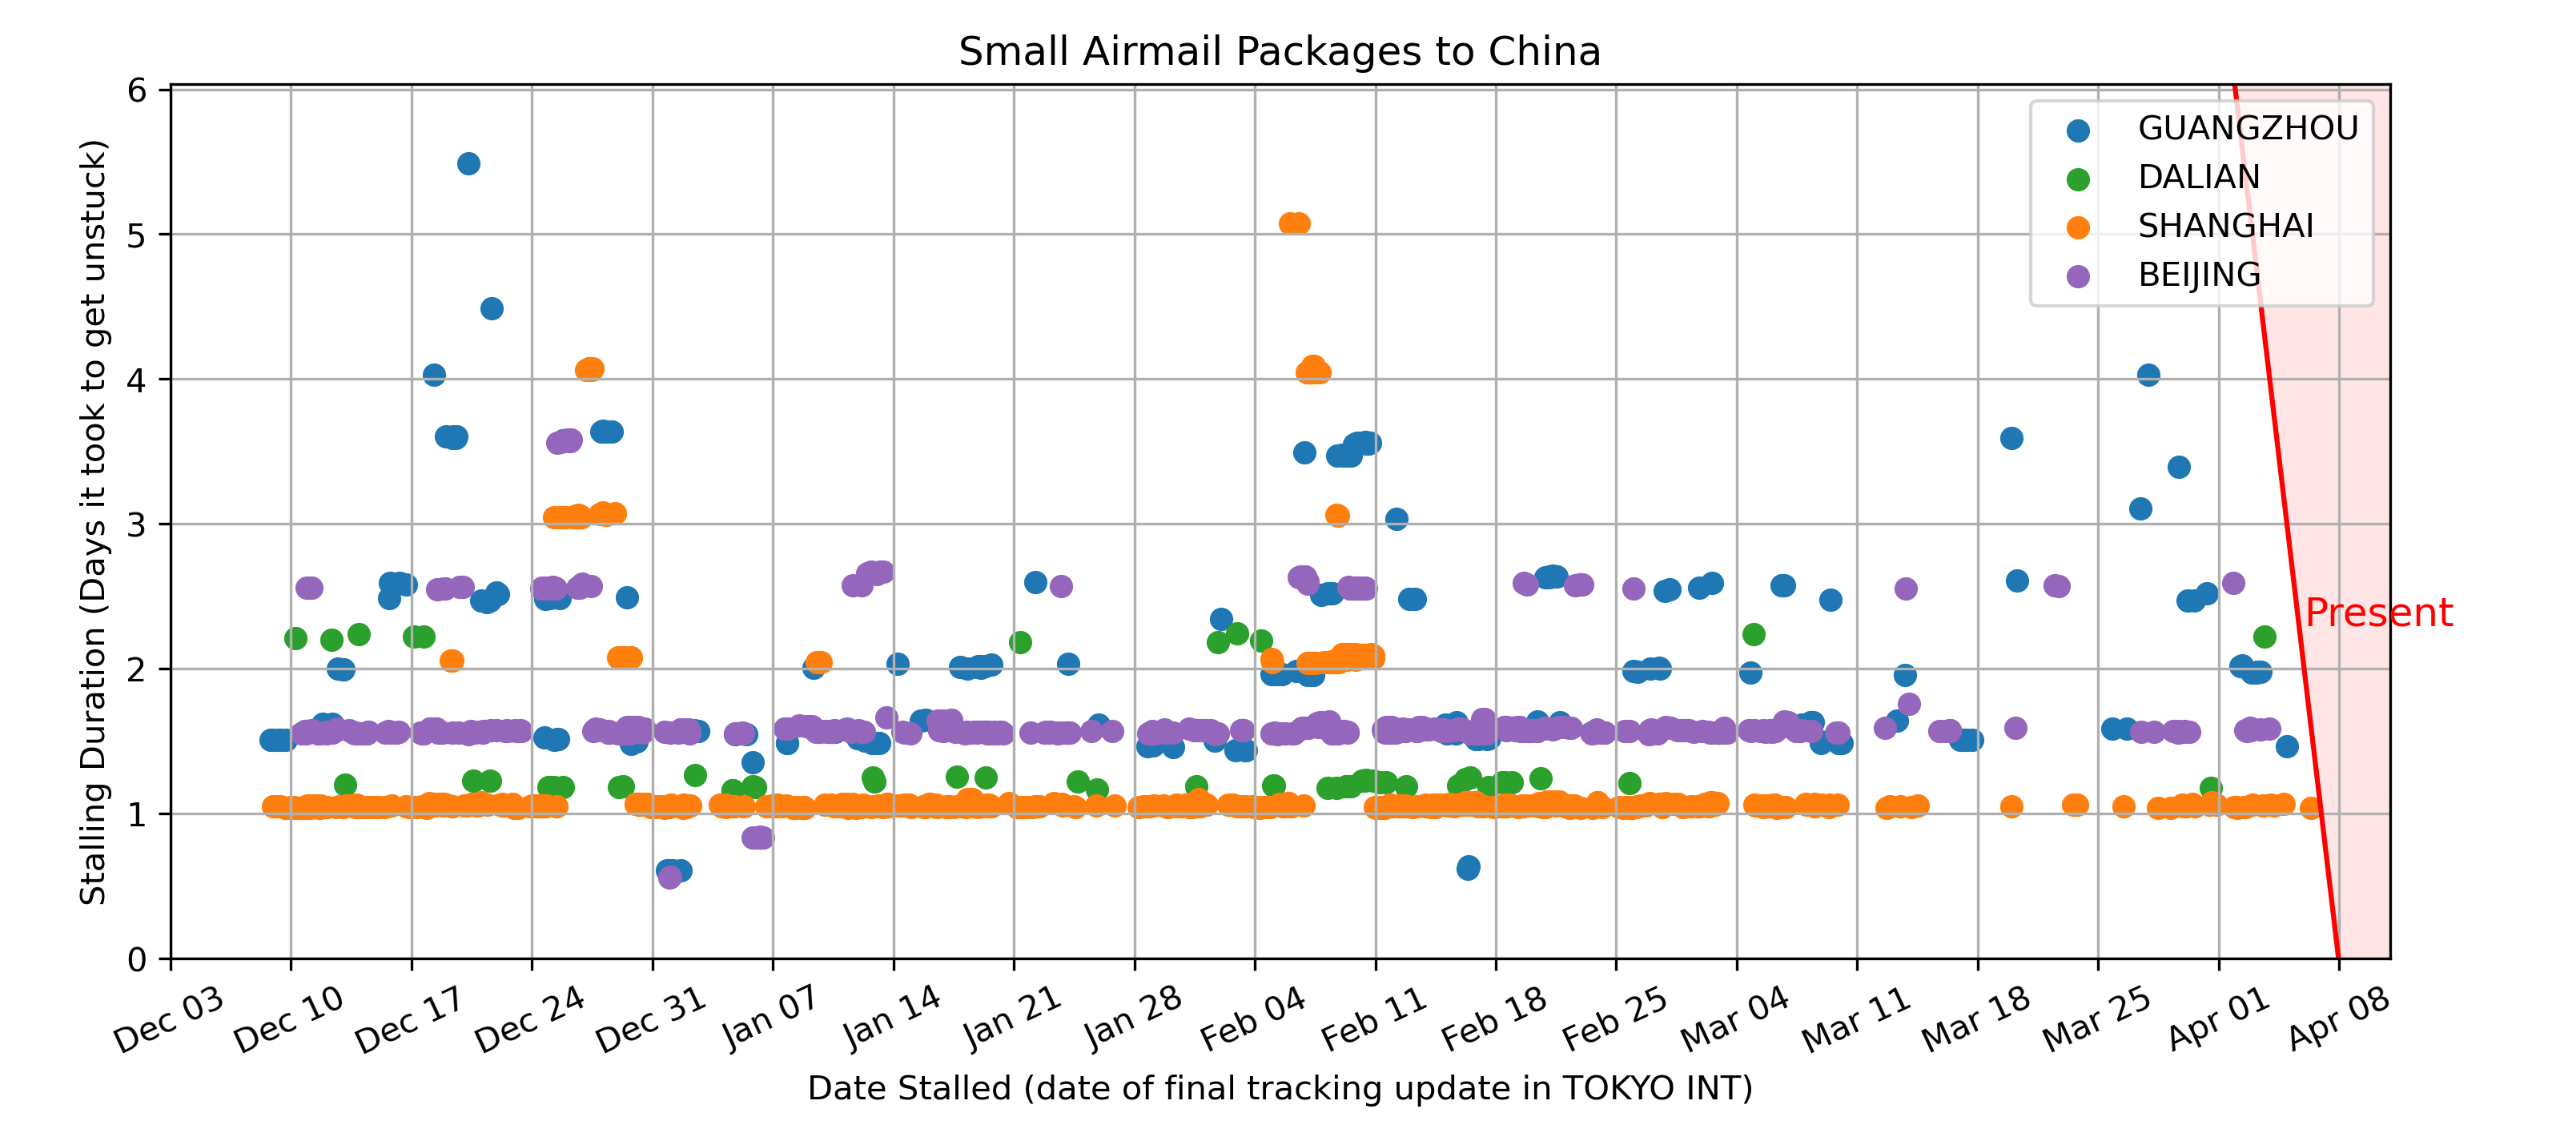 Small Airmail Packages to China
Stalling Duration (Days it took to get unstuck)
6
5
4
3
2
1
0
GUANGZHOU
DALIAN
SHANGHAI
BEIJING
Present
Dec 03
Dec 10
Dec 17
Dec 24
Dec 31
Jan 07
Jan 14
Jan 21
Jan 28
Feb 04
Feb 11
Feb 18
Feb 25
Mar 04
Mar 11
Mar 18
Mar 25
Apr 01
Apr 08
Date Stalled (date of final tracking update in TOKYO INT)